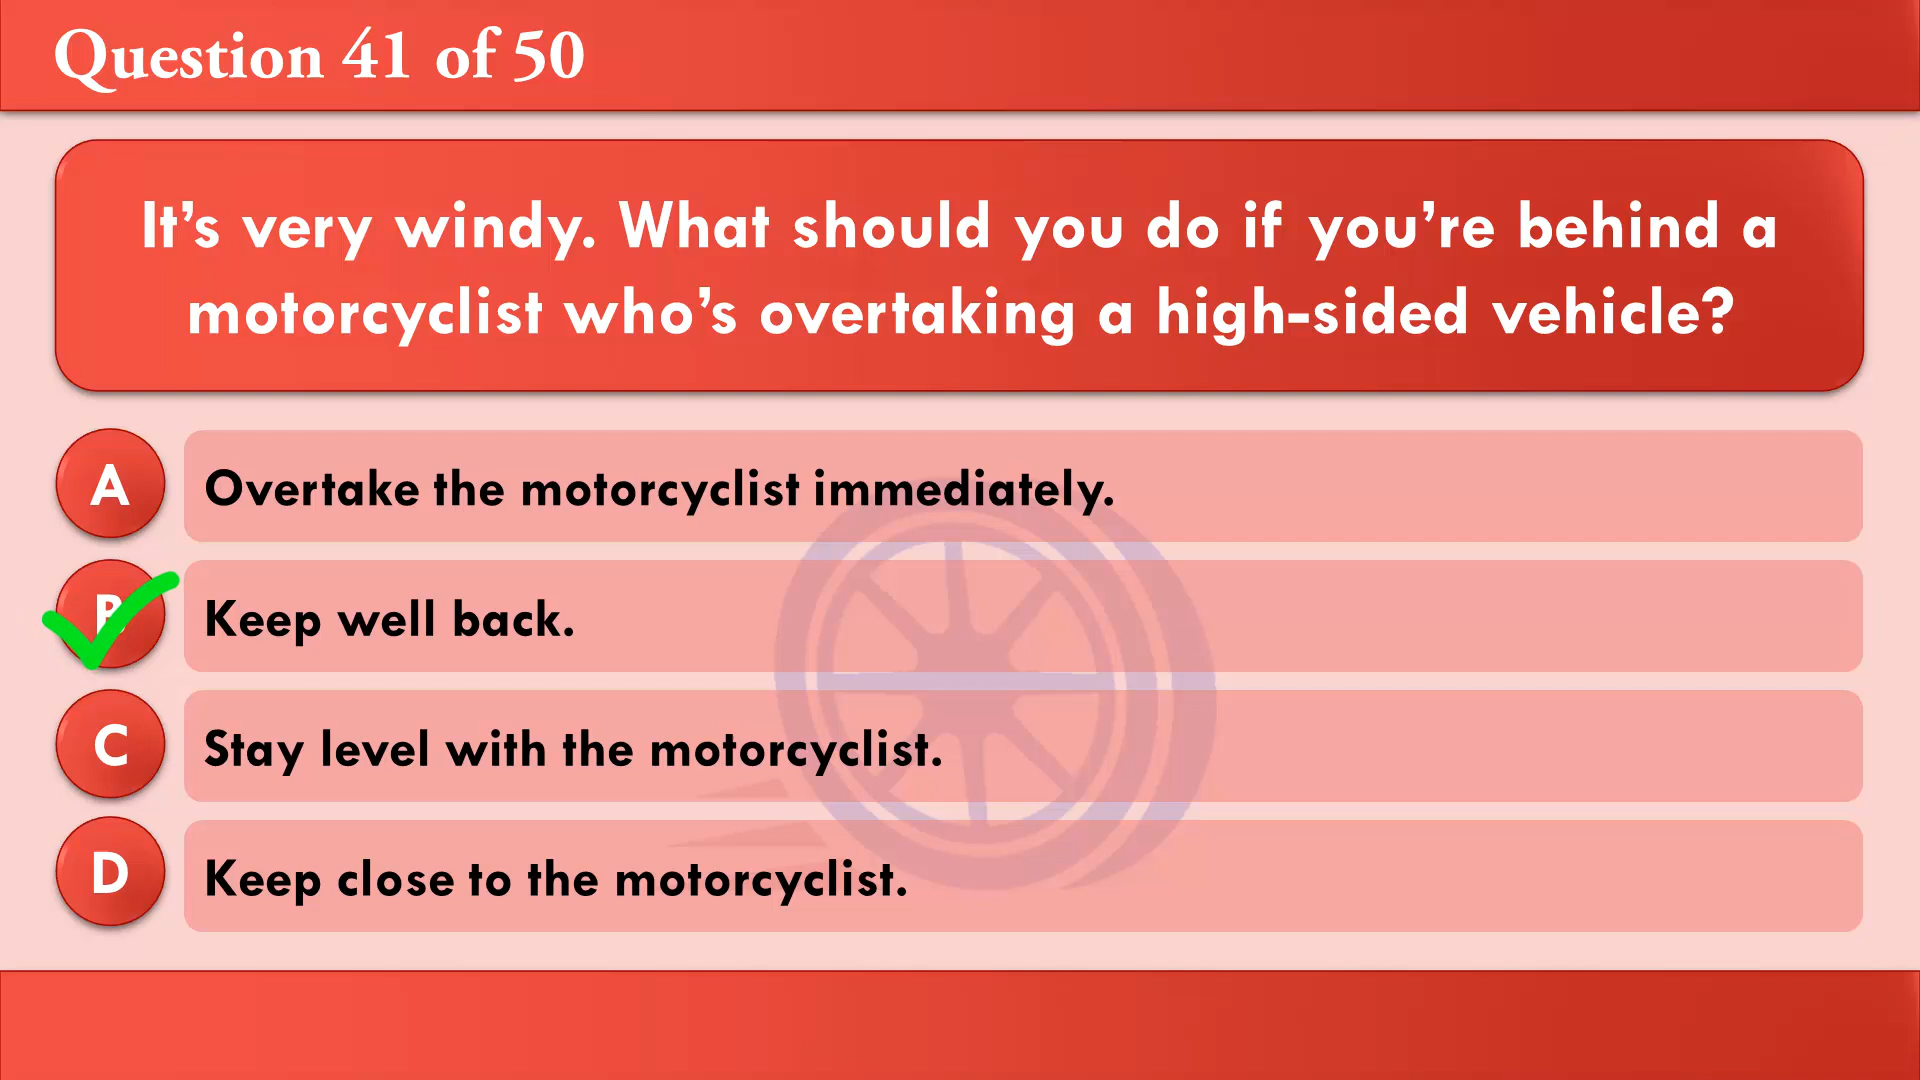 Question 41 of 50
It’s very windy. What should you do if you’re behind a
motorcyclist who’s overtaking a high-sided vehicle?
A
Overtake the motorcyclist immediately.
B
Keep well back.
C
Stay level with the motorcyclist.
D
Keep close to the motorcyclist.